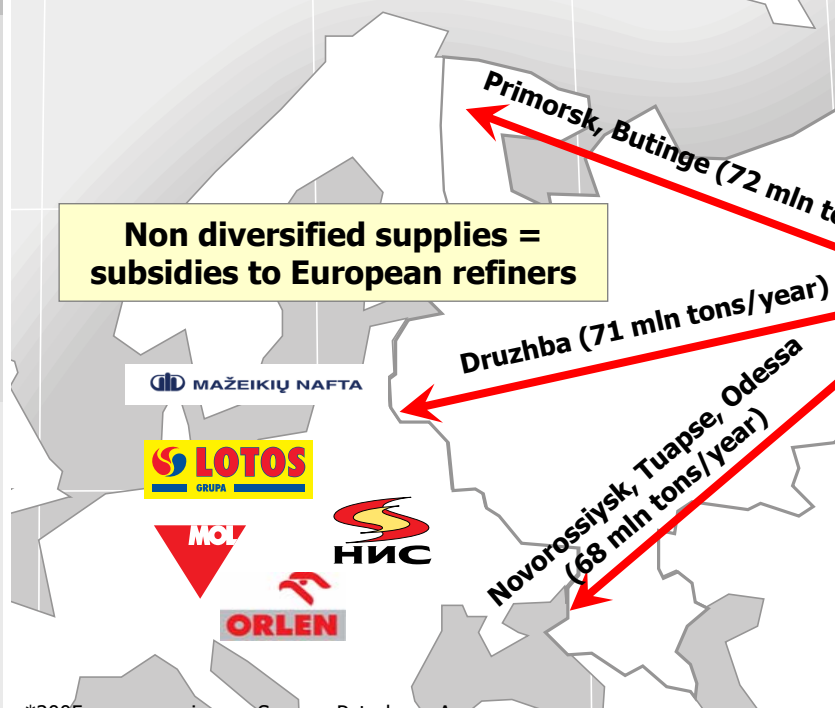 Primorsk, Butinge (72 mln to
Non diversified supplies =
subsidies to European refiners
Druzhba (71 mln tons/year)
MAŽEIKIŲ NAFTA
LOTOS
GRUPA
Novorossiysk, Tuapse, Odessa
(68 mln tons/year)
MOL
НИС
ORLEN